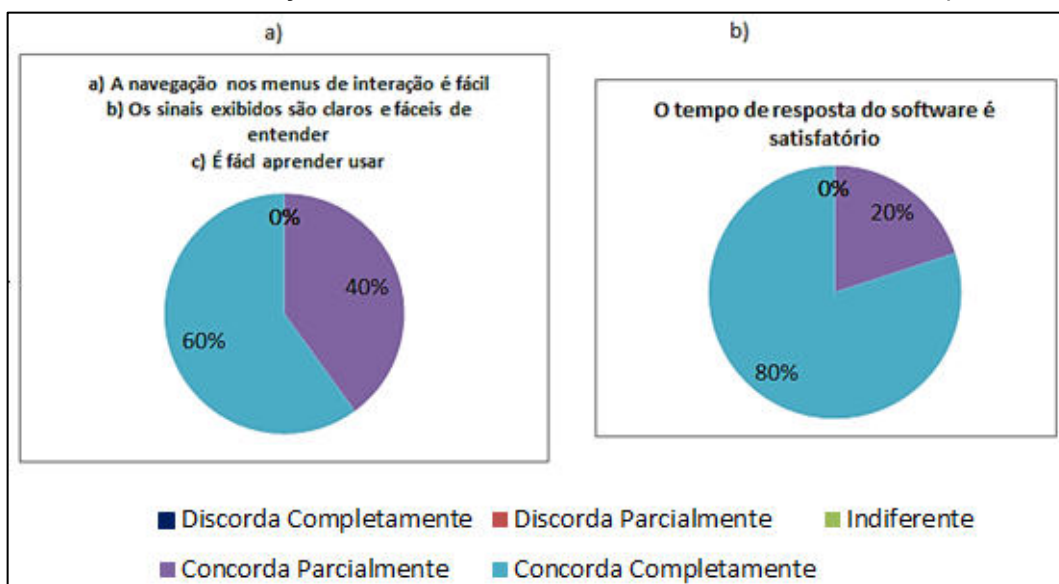 a)
b)
a) A navegação nos menus de interação é fácil
b) Os sinais exibidos são claros e fáceis de
entender
c) É fácil aprender usar
0%
40%
60%
O tempo de resposta do software é
satisfatório
0%
20%
80%
Discorda Completamente Discorda Parcialmente Indiferente
Concorda Parcialmente Concorda Completamente